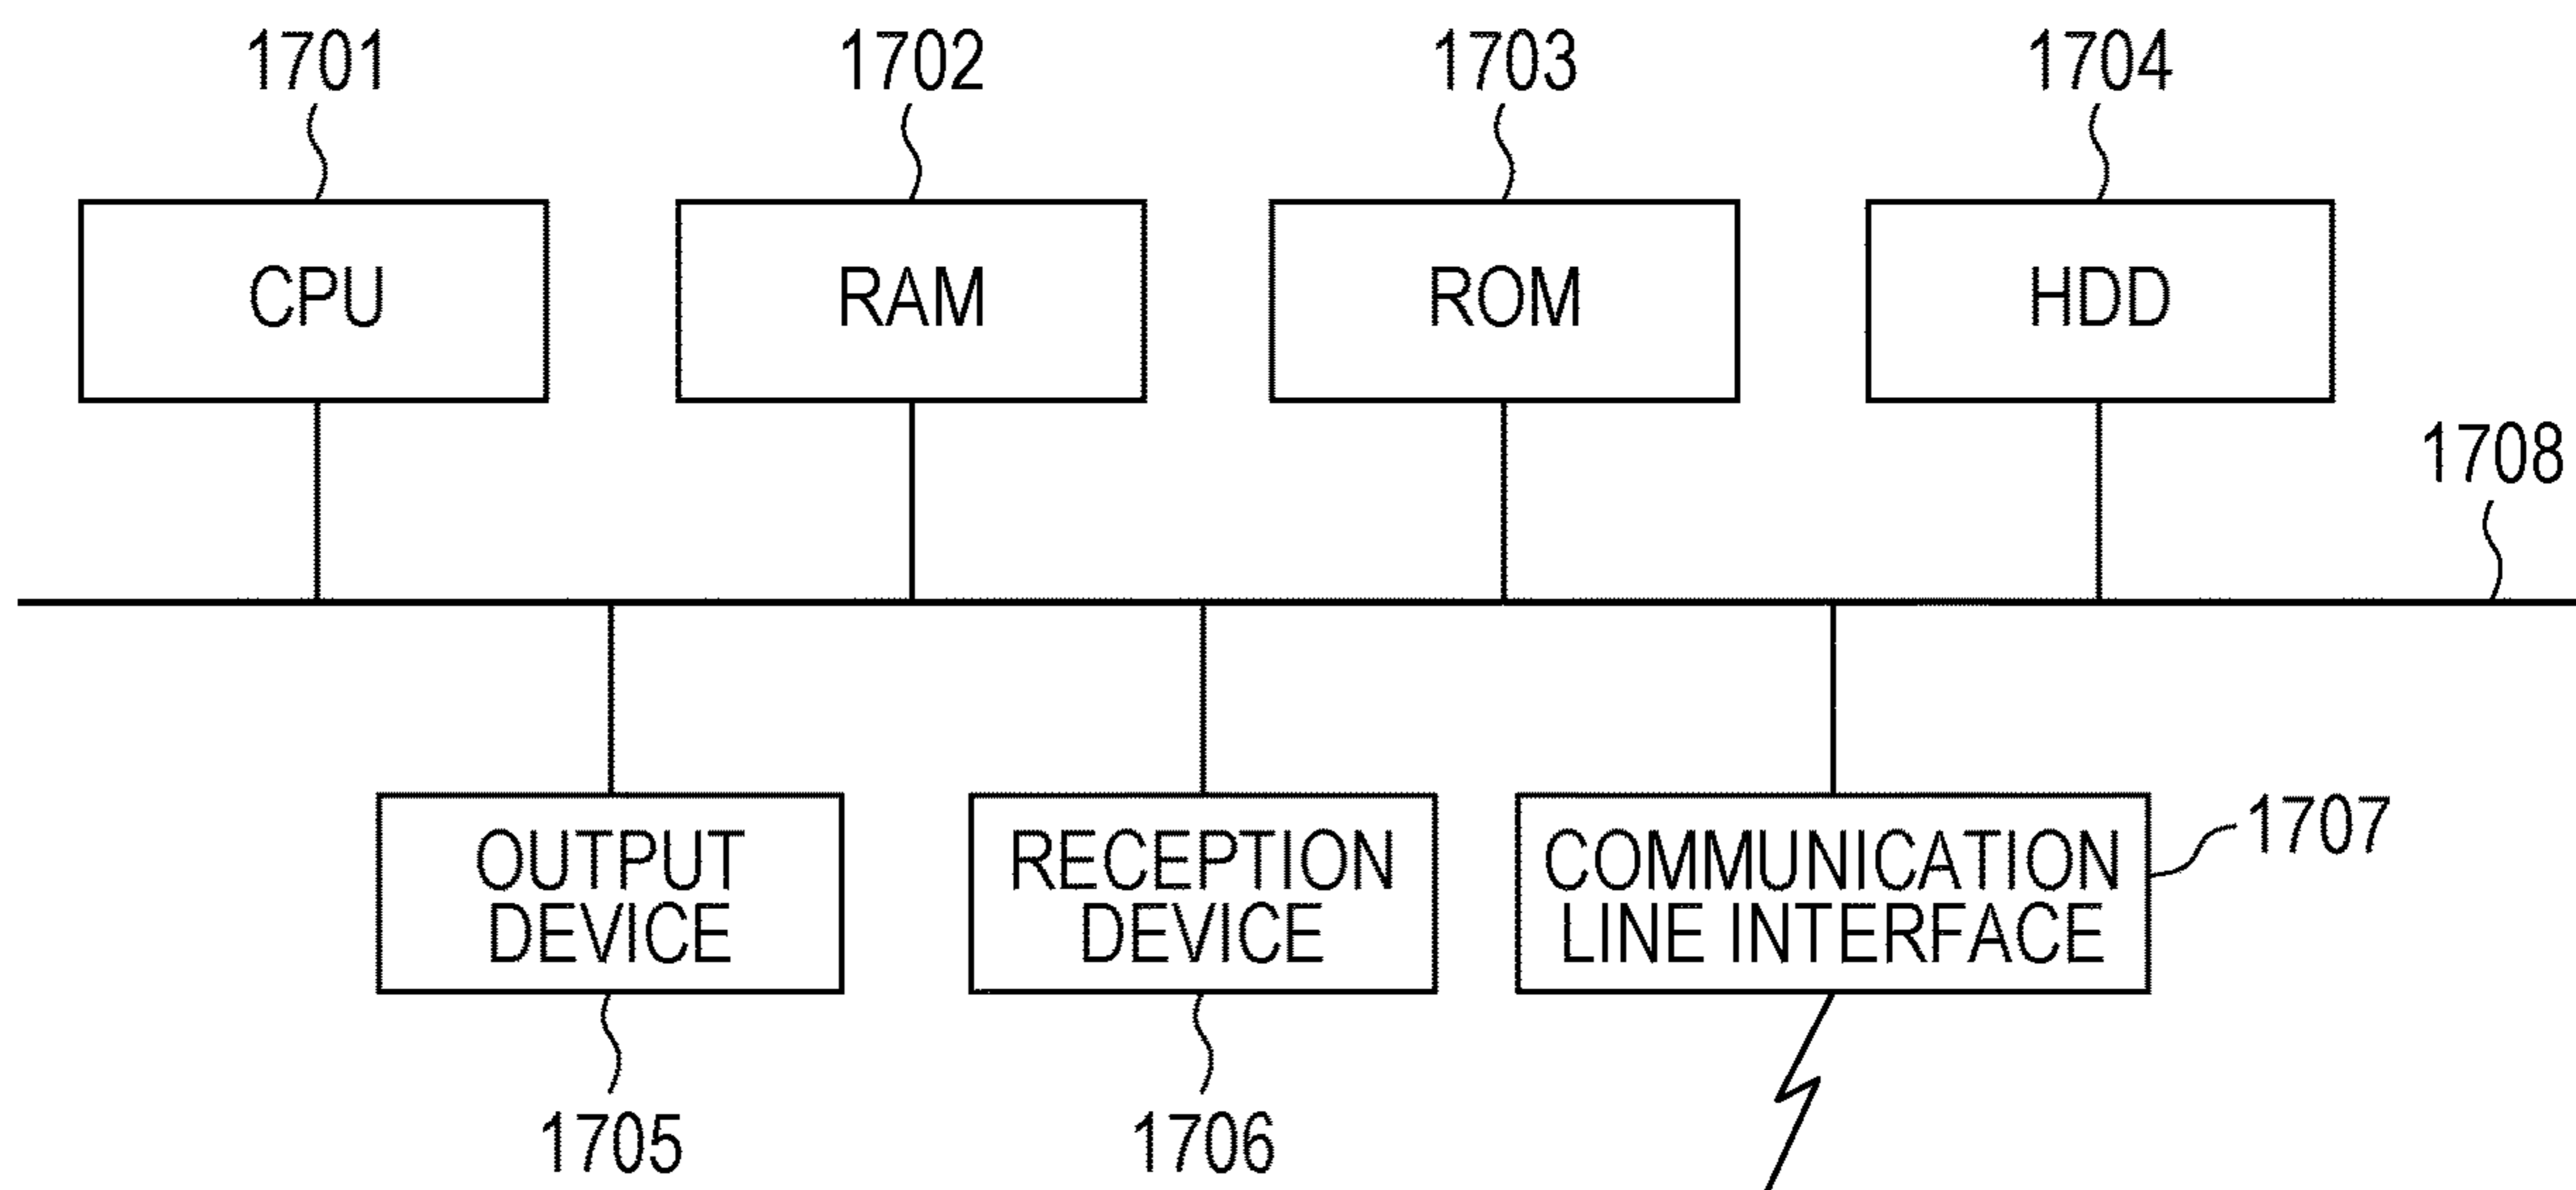 1701
1702
1703
1704
CPU
RAM
ROM
HDD
1708
OUTPUT
DEVICE
RECEPTION
DEVICE
COMMUNICATION
LINE INTERFACE
1707
1705
1706